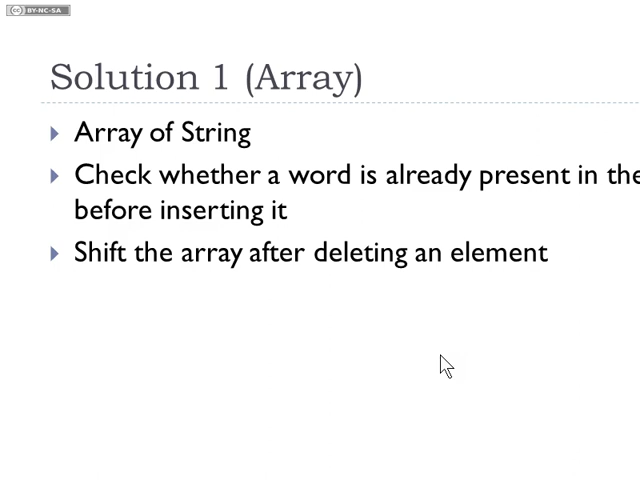 BY-NC-SA
Solution 1 (Array)
Array of String
Check whether a word is already present in the
before inserting it
Shift the array after deleting an element